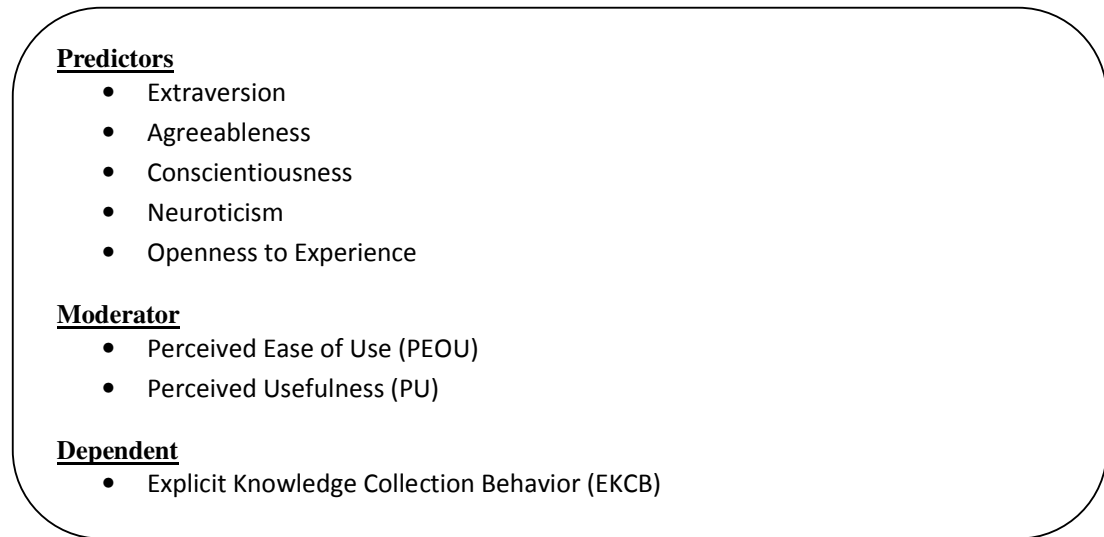 Predictors
• Extraversion
• Agreeableness
• Conscientiousness
• Neuroticism
• Openness to Experience
Moderator
• Perceived Ease of Use (PEOU)
• Perceived Usefulness (PU)
Dependent
• Explicit Knowledge Collection Behavior (EKCB)